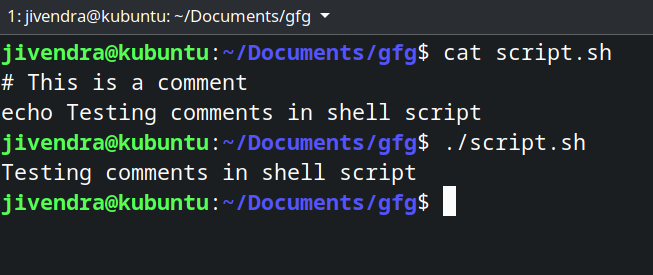 1: jivendra@kubuntu: ~/Documents/gfg
jivendra@kubuntu:~/Documents/gfg$ cat script.sh
# This is a comment
echo Testing comments in shell script
jivendra@kubuntu:~/Documents/gfg$ ./script.sh
Testing comments in shell script
jivendra@kubuntu:~/Documents/gfg$